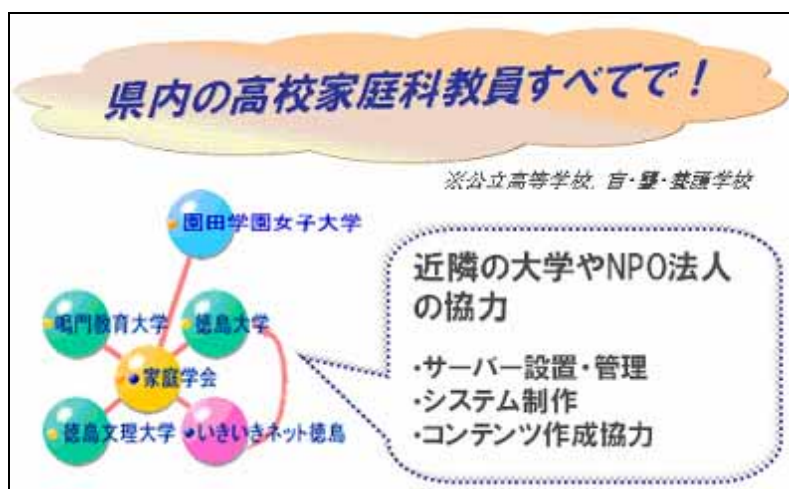 県内の高校家庭科教員すべてで!
※公立高等学校, 盲・聾・養護学校
園田学園女子大学
鳴門教育大学
徳島大学
家庭学会
徳島文理大学
いきいきネット徳島
近隣の大学やNPO法人
の協力
・サーバー設置・管理
・システム制作
・コンテンツ作成協力